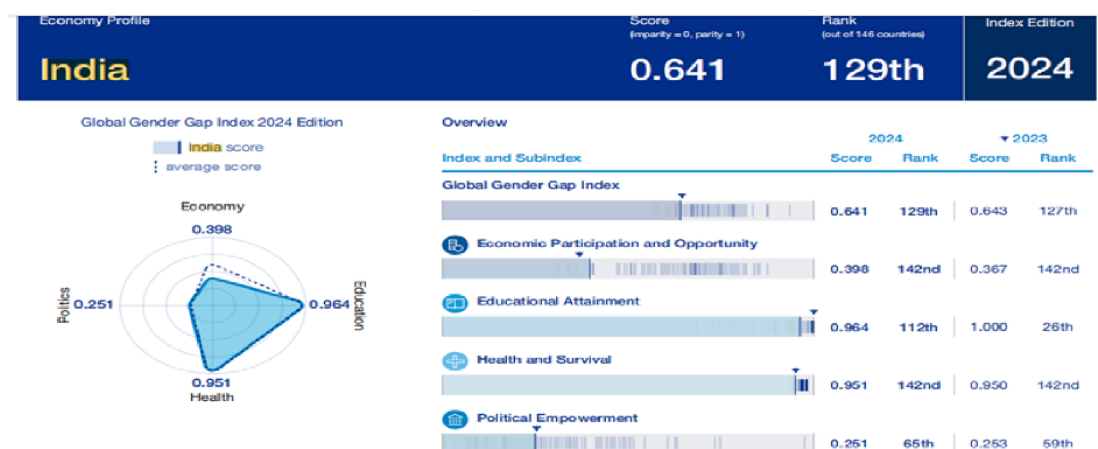 Economy Profile
Score
(imparity = 0, parity = 1)
Rank
(out of 146 countries)
Index Edition
India
0.641
129th
2024
Global Gender Gap Index 2024 Edition
India score
average score
Economy
0.398
Politics
0.251
0.964
Education
0.951
Health
Overview
2024
2023
Index and Subindex
Score
Rank
Score
Rank
Global Gender Gap Index
0.641
129th
0.643
127th
Economic Participation and Opportunity
0.398
142nd
0.367
142nd
Educational Attainment
0.964
112th
1.000
26th
Health and Survival
0.951
142nd
0.950
142nd
Political Empowerment
0.251
65th
0.253
59th